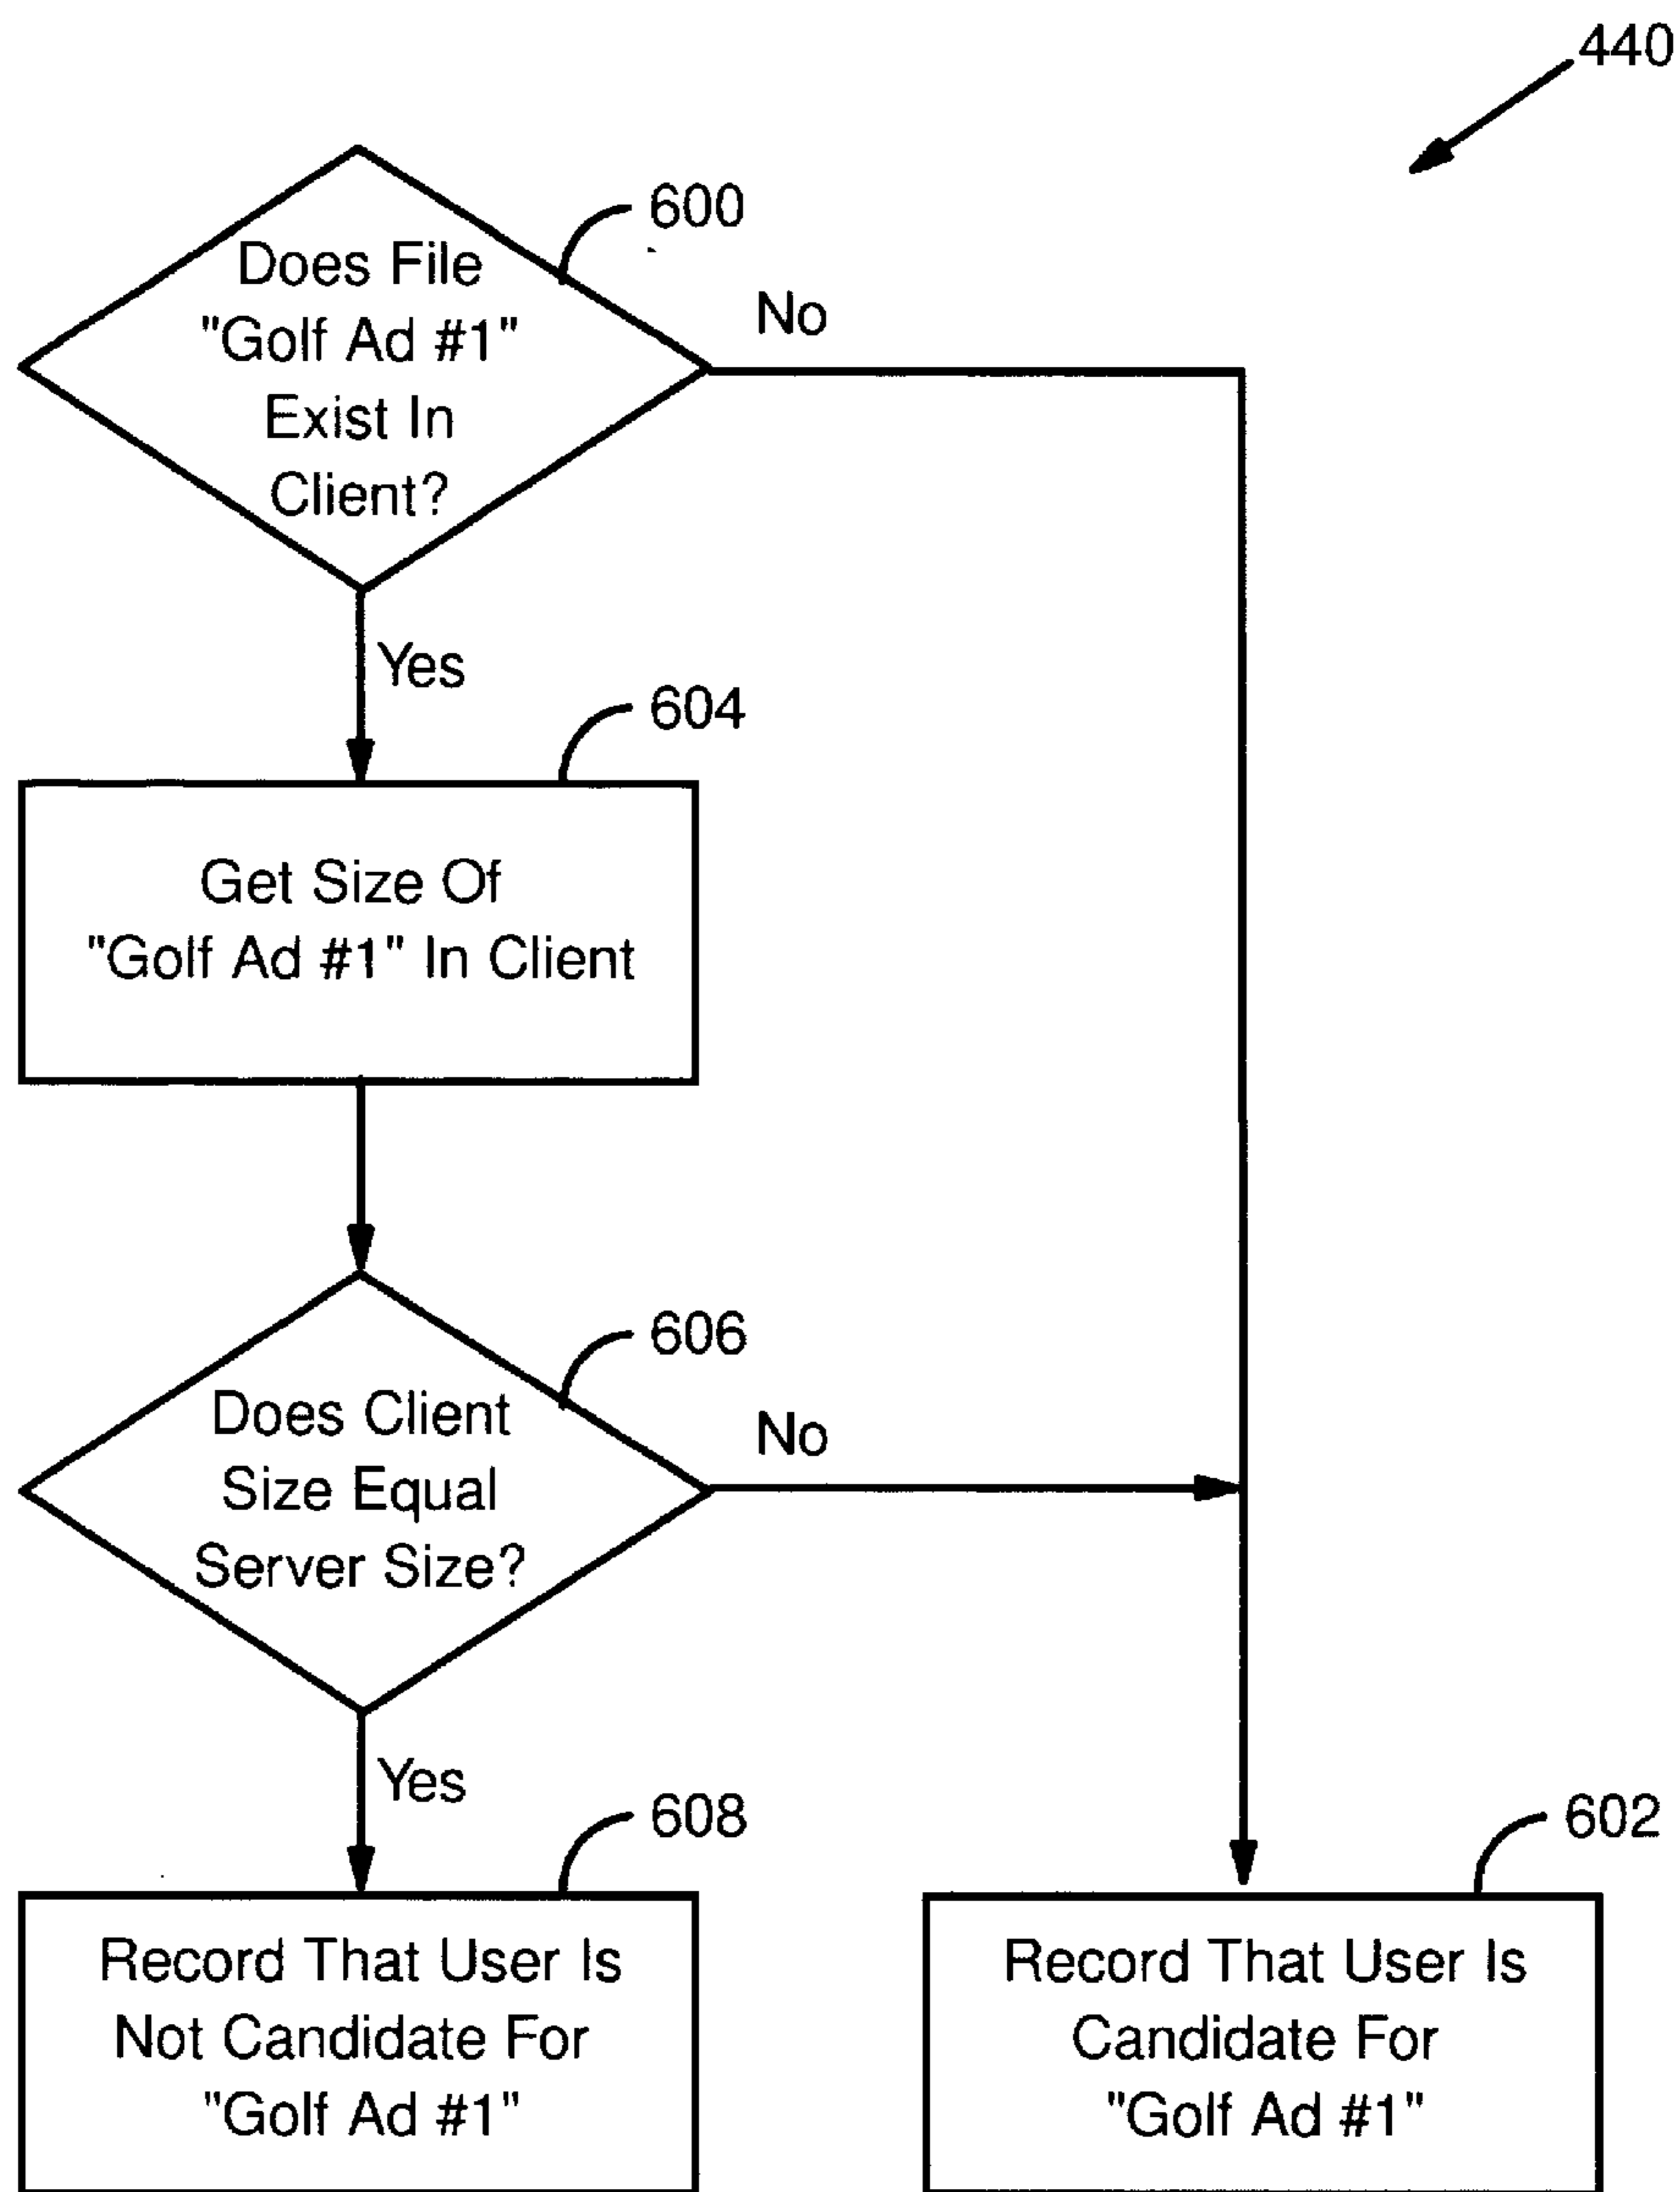 440
600
Does File
"Golf Ad #1"
Exist In
Client?
No
Yes
604
Get Size Of
"Golf Ad #1" In Client
606
Does Client
Size Equal
Server Size?
No
Yes
608
Record That User Is
Not Candidate For
"Golf Ad #1"
602
Record That User Is
Candidate For
"Golf Ad #1"